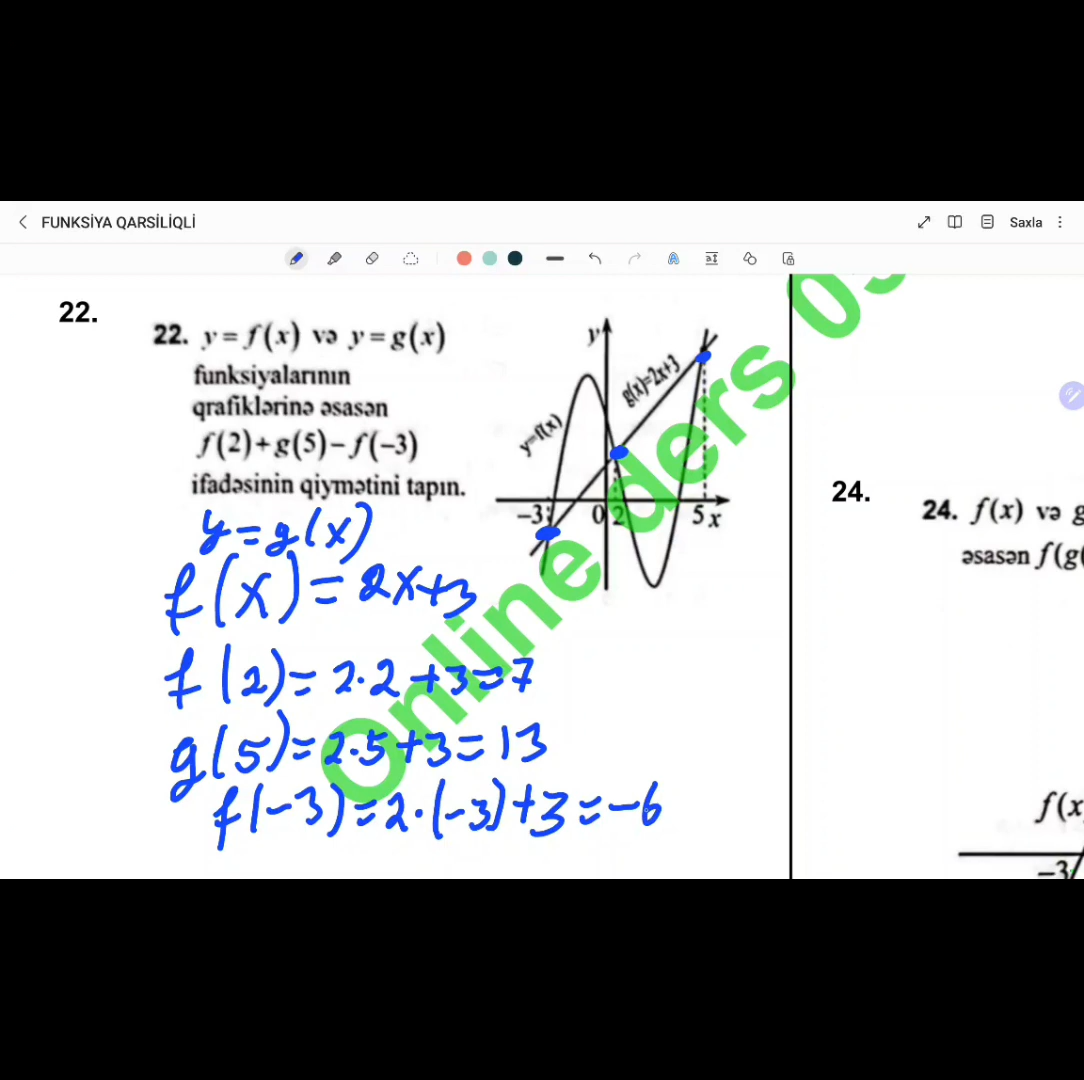 FUNKSİYA QARSİLİQLİ
Saxla
22.
22. y = f(x) və y = g(x)
funksiyalarının
qrafiklərinə əsasən
f(2)+g(5)−f(−3)
ifadəsinin qiymətini tapın.
y
g(x)=2x+3
y=f(x)
−3 0 2 5 x
y=g(x)
f(x)=2x+3
f(2)=2·2+3=7
g(5)=2·5+3=13
f(−3)=2·(−3)+3=−6
Online ders 05
24.
24. f(x) və g
əsasən f(g
f(x
−3